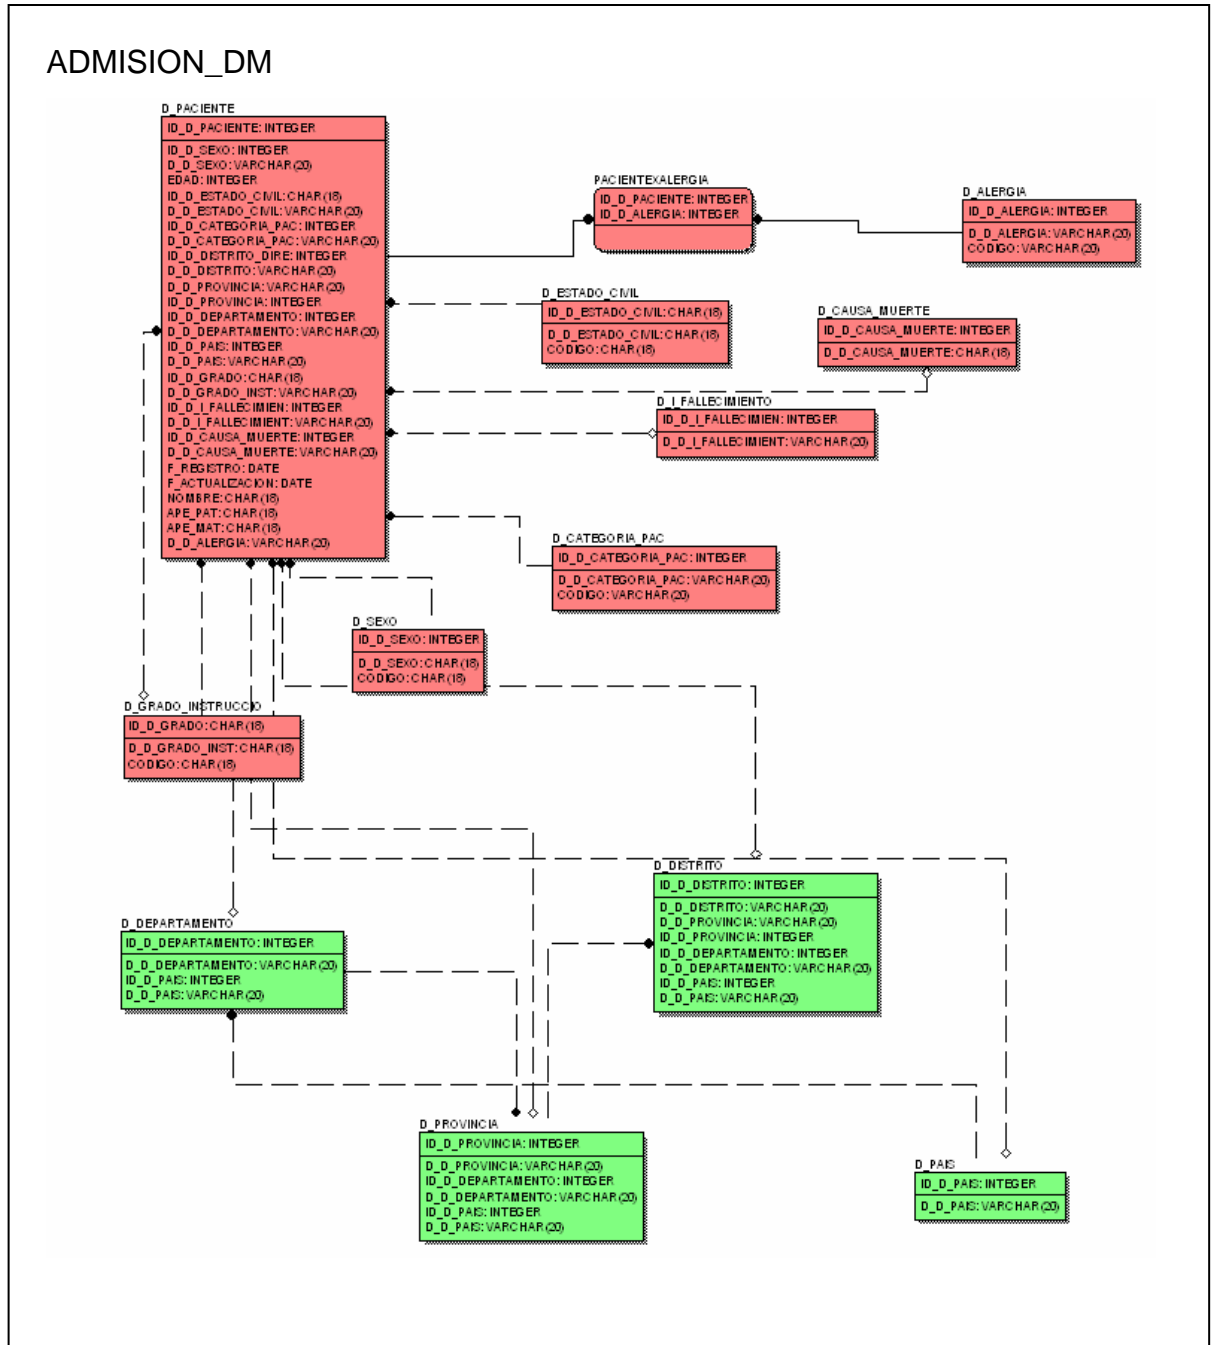 ADMISION_DM
D_PACIENTE
ID_D_PACIENTE: INTEGER
ID_D_SEXO: INTEGER
D_D_SEXO: VARCHAR(20)
EDAD: INTEGER
ID_D_ESTADO_CIVIL: CHAR(18)
D_D_ESTADO_CIVIL: VARCHAR(20)
ID_D_CATEGORIA_PAC: INTEGER
D_D_CATEGORIA_PAC: VARCHAR(20)
ID_D_DISTRITO_DIRE: INTEGER
D_D_DISTRITO: VARCHAR(20)
D_D_PROVINCIA: VARCHAR(20)
ID_D_PROVINCIA: INTEGER
ID_D_DEPARTAMENTO: INTEGER
D_D_DEPARTAMENTO: VARCHAR(20)
ID_D_PAIS: INTEGER
D_D_PAIS: VARCHAR(20)
ID_D_GRADO: CHAR(18)
D_D_GRADO_INST: VARCHAR(20)
ID_D_I_FALLECIMIEN: INTEGER
D_D_I_FALLECIMIENT: VARCHAR(20)
ID_D_CAUSA_MUERTE: INTEGER
D_D_CAUSA_MUERTE: VARCHAR(20)
F_REGISTRO: DATE
F_ACTUALIZACION: DATE
NOMBRE: CHAR(18)
APE_PAT: CHAR(18)
APE_MAT: CHAR(18)
D_D_ALERGIA: VARCHAR(20)
PACIENTEXALERGIA
ID_D_PACIENTE: INTEGER
ID_D_ALERGIA: INTEGER
D_ALERGIA
ID_D_ALERGIA: INTEGER
D_D_ALERGIA: VARCHAR(20)
CODIGO: VARCHAR(20)
D_ESTADO_CIVIL
ID_D_ESTADO_CIVIL: CHAR(18)
D_D_ESTADO_CIVIL: CHAR(18)
CODIGO: CHAR(18)
D_CAUSA_MUERTE
ID_D_CAUSA_MUERTE: INTEGER
D_D_CAUSA_MUERTE: CHAR(18)
D_I_FALLECIMIENTO
ID_D_I_FALLECIMIEN: INTEGER
D_D_I_FALLECIMIENT: VARCHAR(20)
D_CATEGORIA_PAC
ID_D_CATEGORIA_PAC: INTEGER
D_D_CATEGORIA_PAC: VARCHAR(20)
CODIGO: VARCHAR(20)
D_SEXO
ID_D_SEXO: INTEGER
D_D_SEXO: CHAR(18)
CODIGO: CHAR(18)
D_GRADO_INSTRUCCIO
ID_D_GRADO: CHAR(18)
D_D_GRADO_INST: CHAR(18)
CODIGO: CHAR(18)
D_DISTRITO
ID_D_DISTRITO: INTEGER
D_D_DISTRITO: VARCHAR(20)
D_D_PROVINCIA: VARCHAR(20)
ID_D_PROVINCIA: INTEGER
ID_D_DEPARTAMENTO: INTEGER
D_D_DEPARTAMENTO: VARCHAR(20)
ID_D_PAIS: INTEGER
D_D_PAIS: VARCHAR(20)
D_DEPARTAMENTO
ID_D_DEPARTAMENTO: INTEGER
D_D_DEPARTAMENTO: VARCHAR(20)
ID_D_PAIS: INTEGER
D_D_PAIS: VARCHAR(20)
D_PROVINCIA
ID_D_PROVINCIA: INTEGER
D_D_PROVINCIA: VARCHAR(20)
ID_D_DEPARTAMENTO: INTEGER
D_D_DEPARTAMENTO: VARCHAR(20)
ID_D_PAIS: INTEGER
D_D_PAIS: VARCHAR(20)
D_PAIS
ID_D_PAIS: INTEGER
D_D_PAIS: VARCHAR(20)